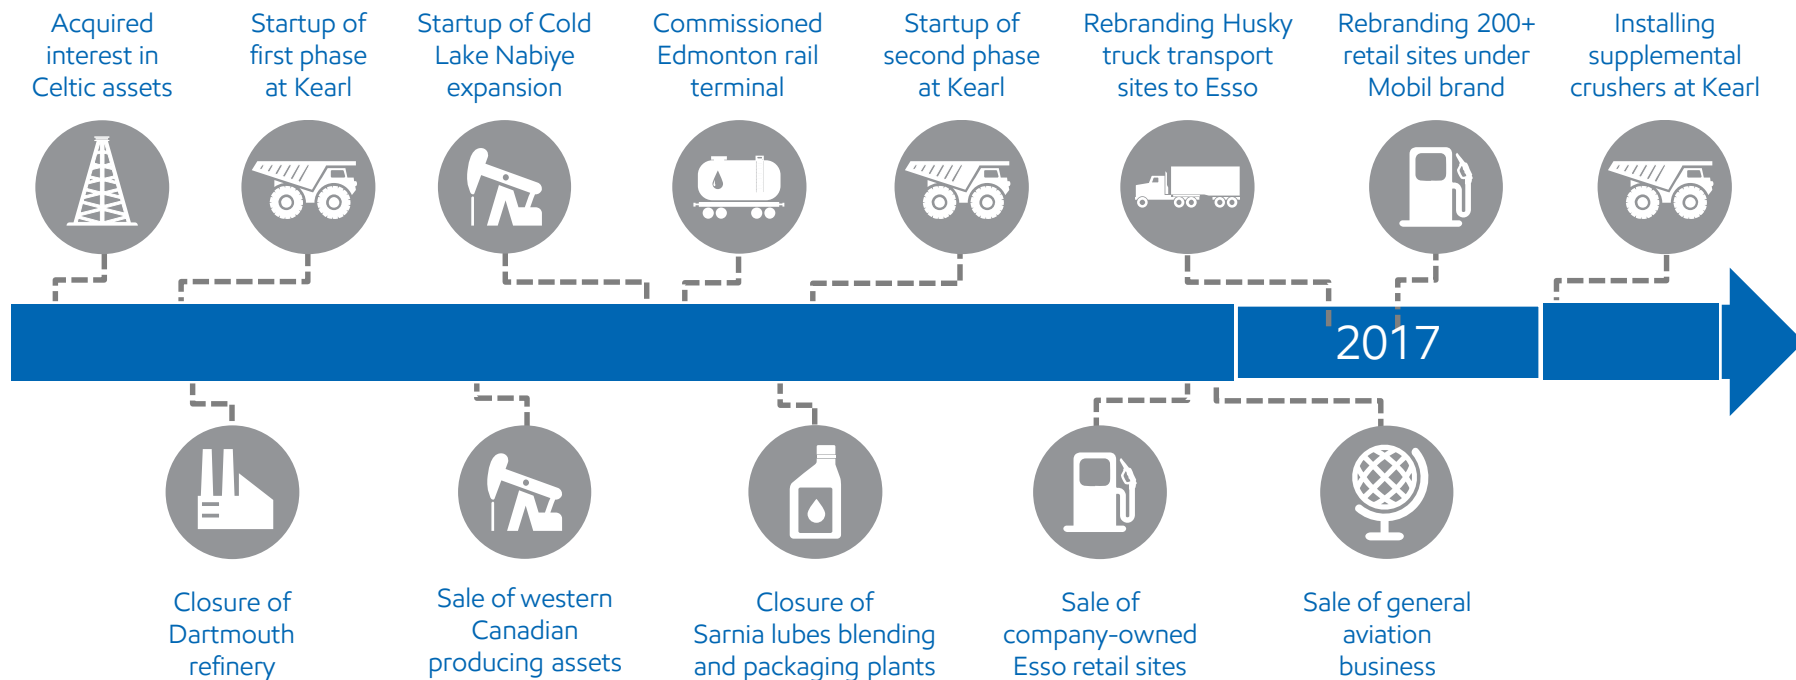 Acquired
interest in
Celtic assets
Startup of
first phase
at Kearl
Startup of Cold
Lake Nabiye
expansion
Commissioned
Edmonton rail
terminal
Startup of
second phase
at Kearl
Rebranding Husky
truck transport
sites to Esso
Rebranding 200+
retail sites under
Mobil brand
Installing
supplemental
crushers at Kearl
2017
Closure of
Dartmouth
refinery
Sale of western
Canadian
producing assets
Closure of
Sarnia lubes blending
and packaging plants
Sale of
company-owned
Esso retail sites
Sale of general
aviation
business